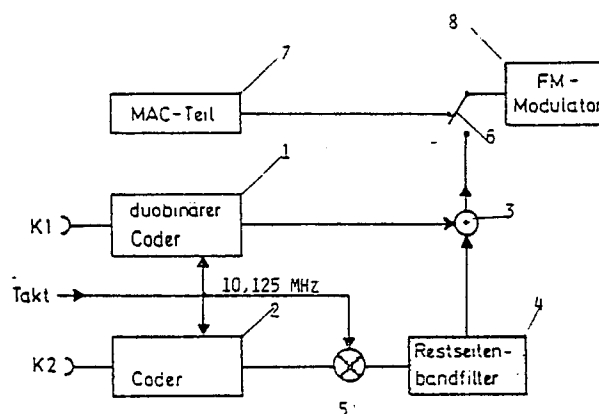 8
7
FM-
Modulator
MAC-Teil
6
1
K1
duobinärer
Coder
3
10,125 MHz
Takt
2
4
K2
Coder
Restseiten-
bandfilter
5